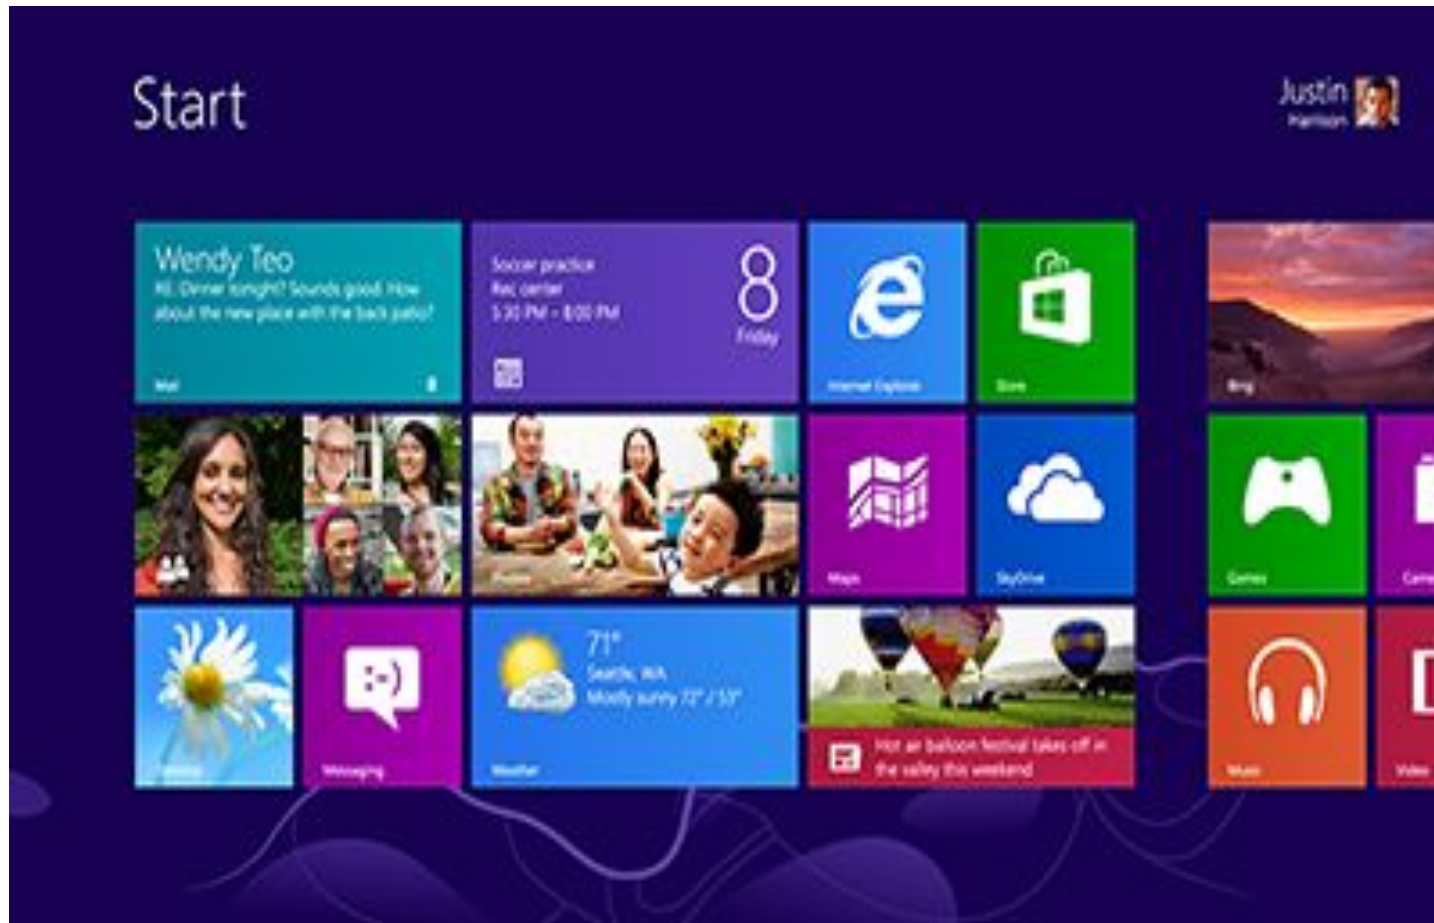 Start
Justin
Harrison
Wendy Teo
Hi. Dinner tonight? Sounds good. How
about the new place with the back patio?
Mail
8
Soccer practice
Rec center
5:30 PM – 8:00 PM
8
Friday
Internet Explorer
Store
Bing
Photos
Maps
SkyDrive
Games
:-)
Messaging
71°
Seattle, WA
Mostly sunny 72° / 53°
Weather
Hot air balloon festival takes off in
the valley this weekend
Music
Video